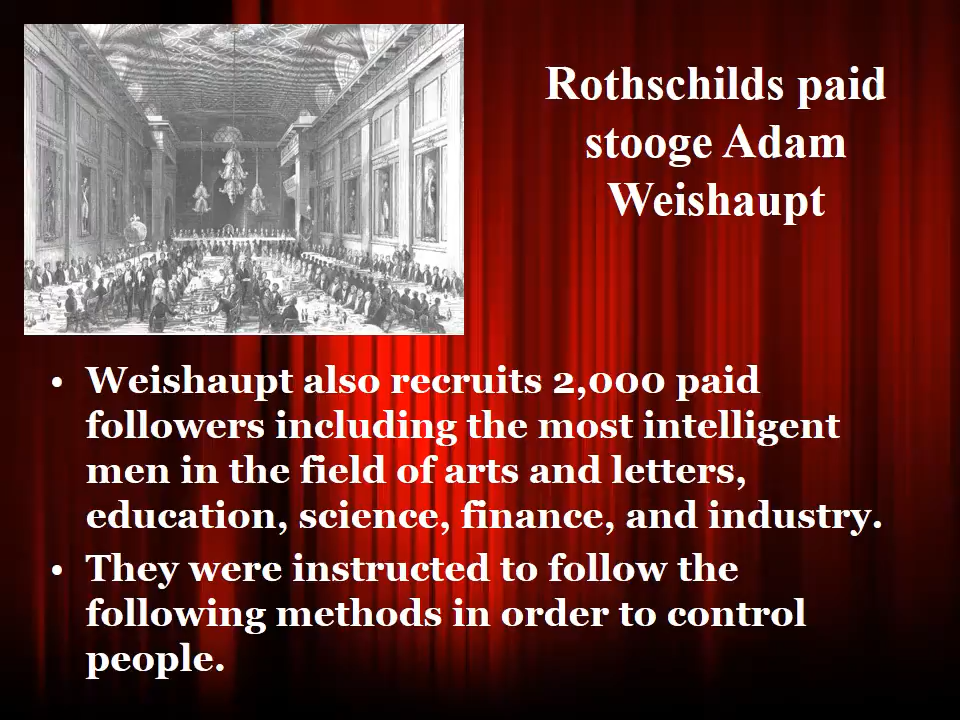 Rothschilds paid
stooge Adam
Weishaupt
• Weishaupt also recruits 2,000 paid
followers including the most intelligent
men in the field of arts and letters,
education, science, finance, and industry.
• They were instructed to follow the
following methods in order to control
people.